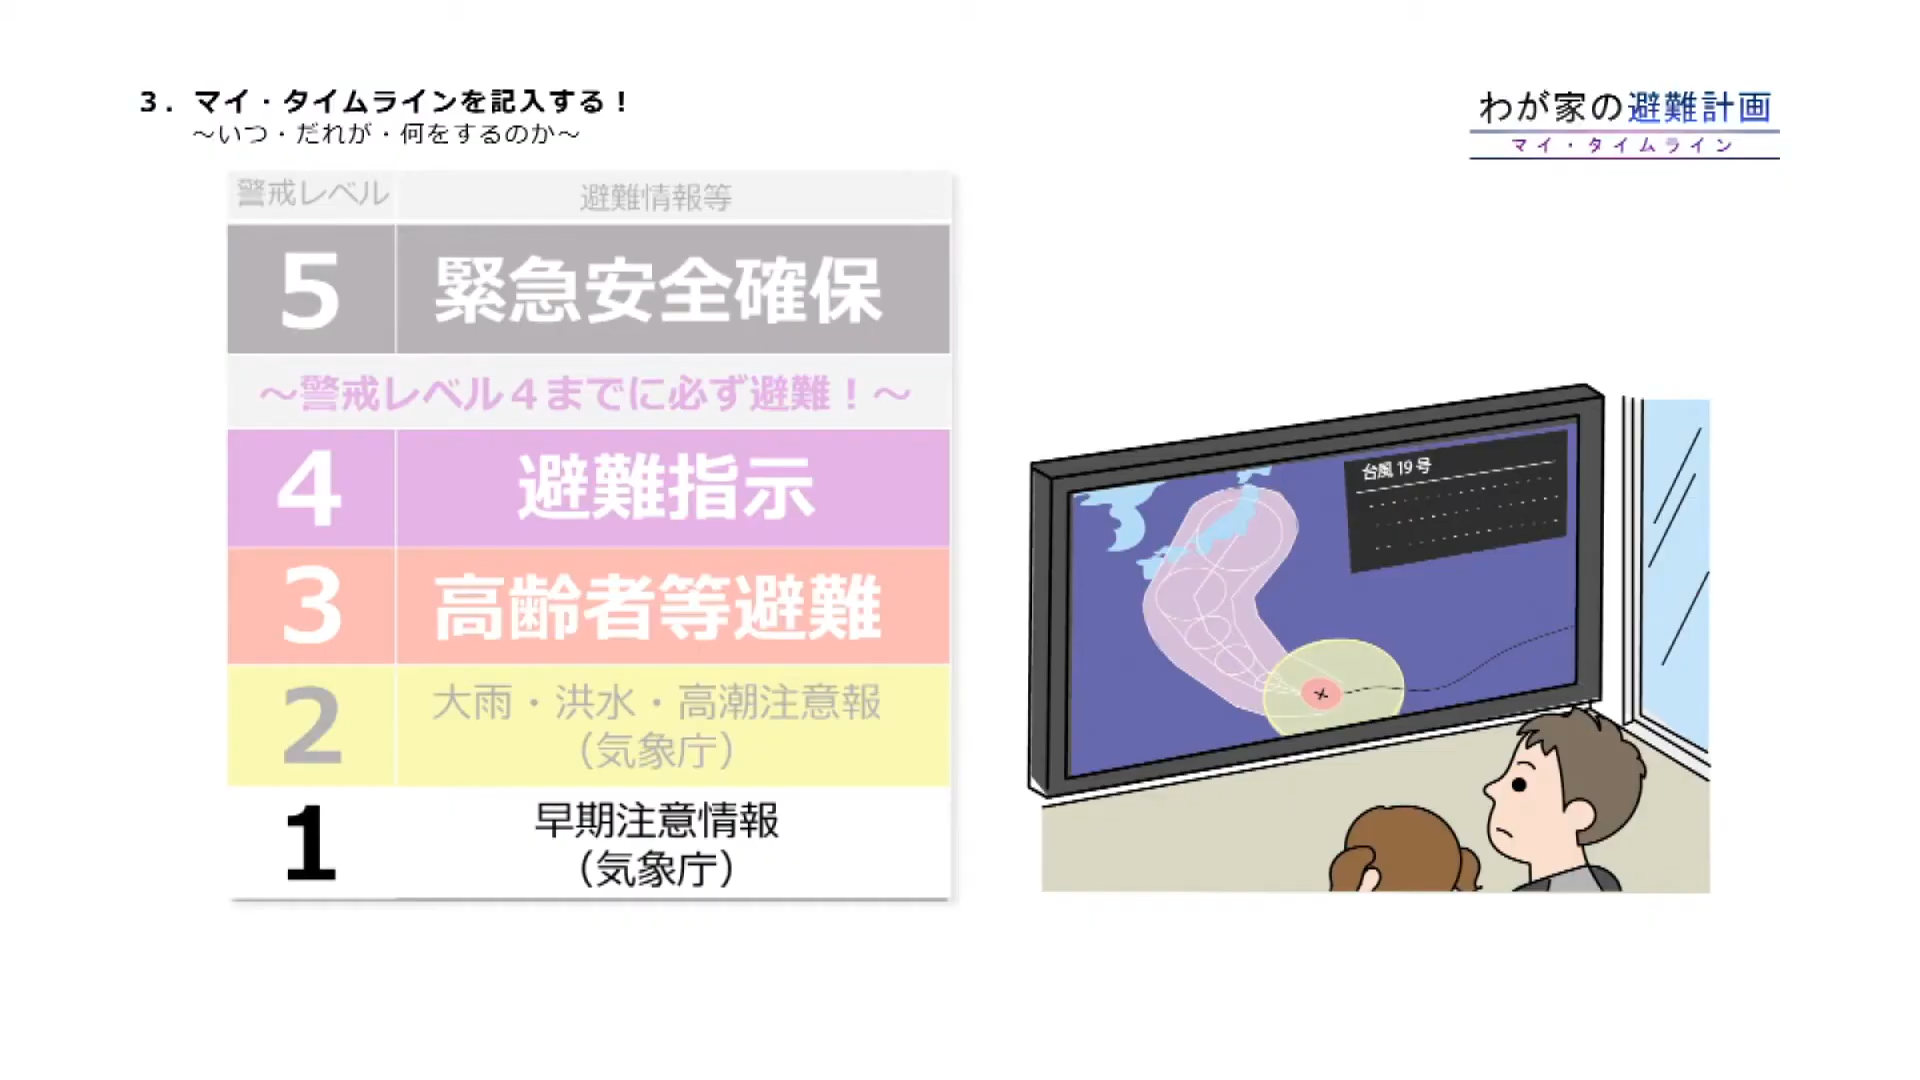 ３．マイ・タイムラインを記入する！
～いつ・だれが・何をするのか～
わが家の避難計画
マイ・タイムライン
警戒レベル 避難情報等
5 緊急安全確保
～警戒レベル４までに必ず避難！～
4 避難指示
3 高齢者等避難
2 大雨・洪水・高潮注意報
（気象庁）
1 早期注意情報
（気象庁）
台風 19 号